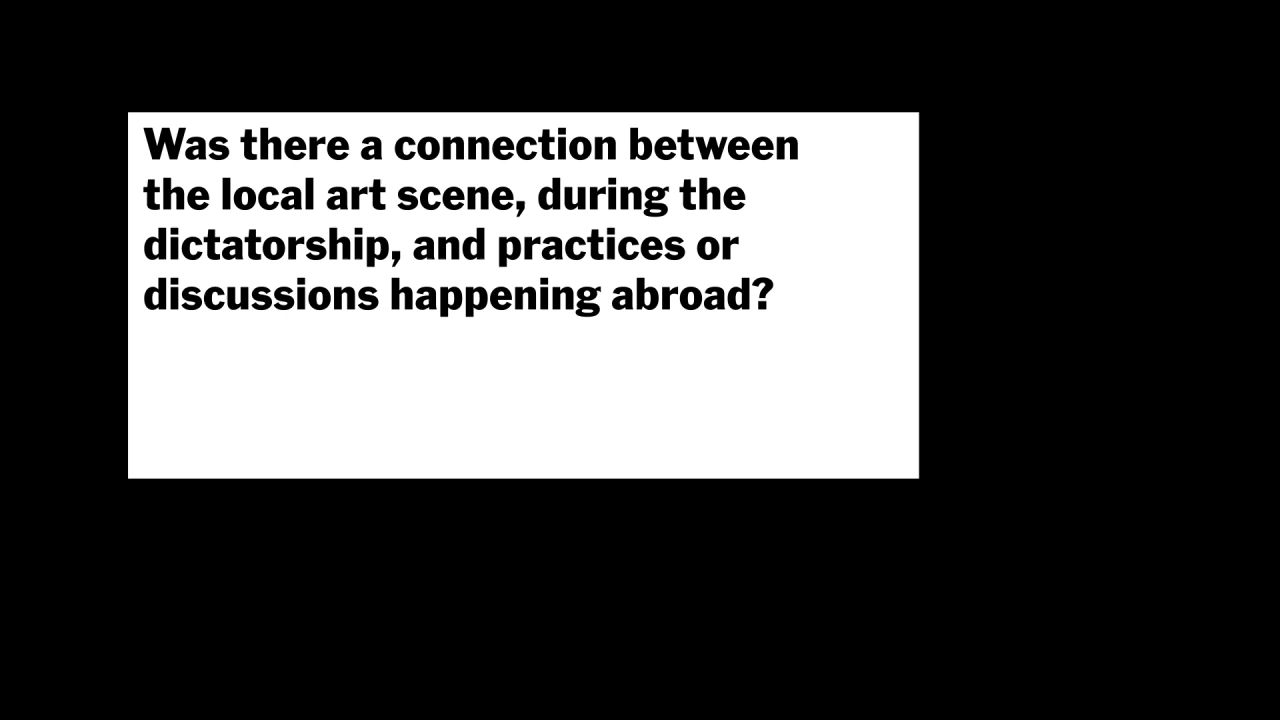 Was there a connection between
the local art scene, during the
dictatorship, and practices or
discussions happening abroad?